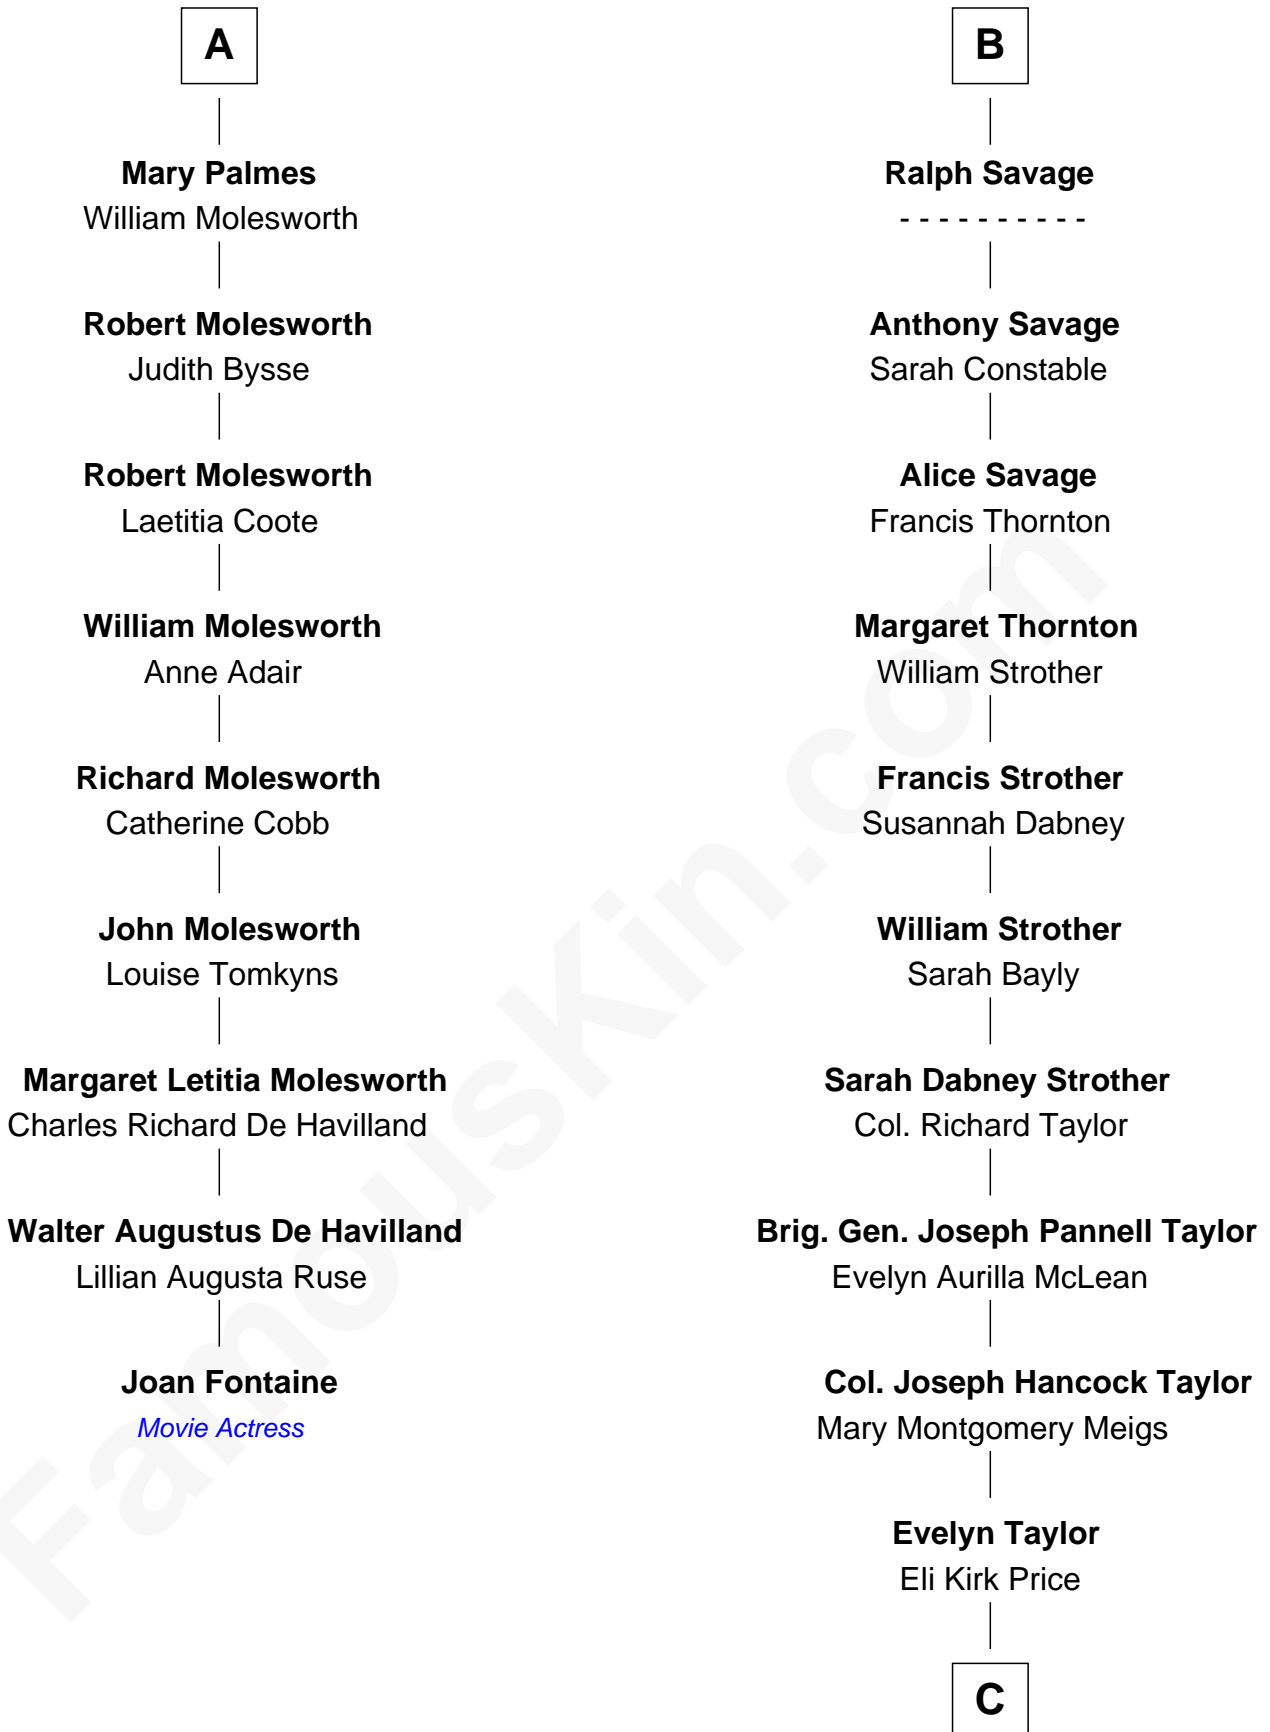 A
Mary Palmes
William Molesworth
Robert Molesworth
Judith Bysse
Robert Molesworth
Laetitia Coote
William Molesworth
Anne Adair
Richard Molesworth
Catherine Cobb
John Molesworth
Louise Tomkyns
Margaret Letitia Molesworth
Charles Richard De Havilland
Walter Augustus De Havilland
Lillian Augusta Ruse
Joan Fontaine
Movie Actress
B
Ralph Savage
- - - - - - - - - -
Anthony Savage
Sarah Constable
Alice Savage
Francis Thornton
Margaret Thornton
William Strother
Francis Strother
Susannah Dabney
William Strother
Sarah Bayly
Sarah Dabney Strother
Col. Richard Taylor
Brig. Gen. Joseph Pannell Taylor
Evelyn Aurilla McLean
Col. Joseph Hancock Taylor
Mary Montgomery Meigs
Evelyn Taylor
Eli Kirk Price
C
FamousKin.com